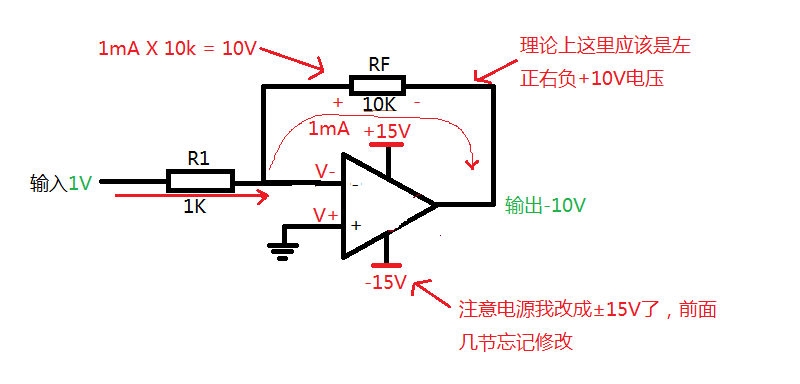 1mA X 10k = 10V
理论上这里应该是左
正右负+10V电压
RF
+
10K
-
1mA
+15V
R1
输入1V
1K
V-
-
V+
+
输出-10V
-15V
注意电源我改成±15V了，前面
几节忘记修改